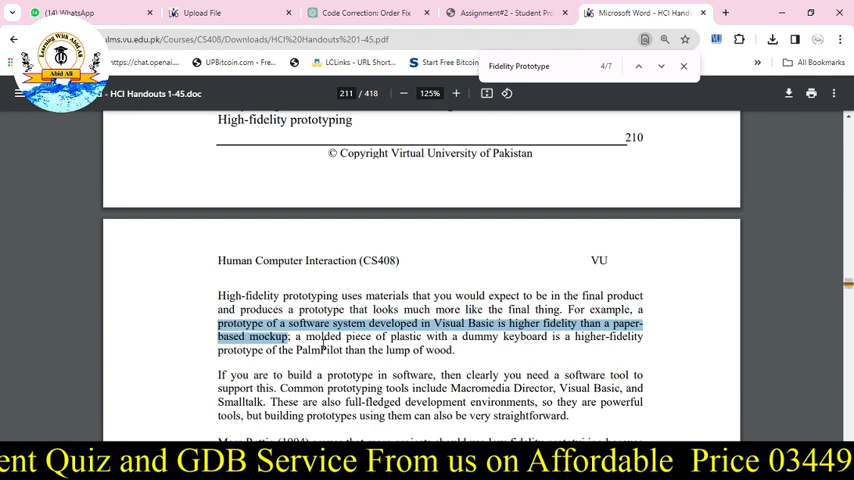 (14) WhatsApp
Upload File
Code Correction: Order Fix
Assignment#2 - Student Pro
Microsoft Word - HCI Hando
lms.vu.edu.pk/Courses/CS408/Downloads/HCI%20Handouts%201-45.pdf
https://chat.openai....
UPBitcoin.com - Fre...
LCLinks - URL Short...
Start Free Bitcoin
All Bookmarks
Fidelity Prototype 4/7
Learning With Abid Ali
Abid Ali
- HCI Handouts 1-45.doc
211 / 418
125%
High-fidelity prototyping
210
© Copyright Virtual University of Pakistan
Human Computer Interaction (CS408) VU
High-fidelity prototyping uses materials that you would expect to be in the final product
and produces a prototype that looks much more like the final thing. For example, a
prototype of a software system developed in Visual Basic is higher fidelity than a paper-
based mockup; a molded piece of plastic with a dummy keyboard is a higher-fidelity
prototype of the PalmPilot than the lump of wood.
If you are to build a prototype in software, then clearly you need a software tool to
support this. Common prototyping tools include Macromedia Director, Visual Basic, and
Smalltalk. These are also full-fledged development environments, so they are powerful
tools, but building prototypes using them can also be very straightforward.
ent Quiz and GDB Service From us on Affordable Price 03449